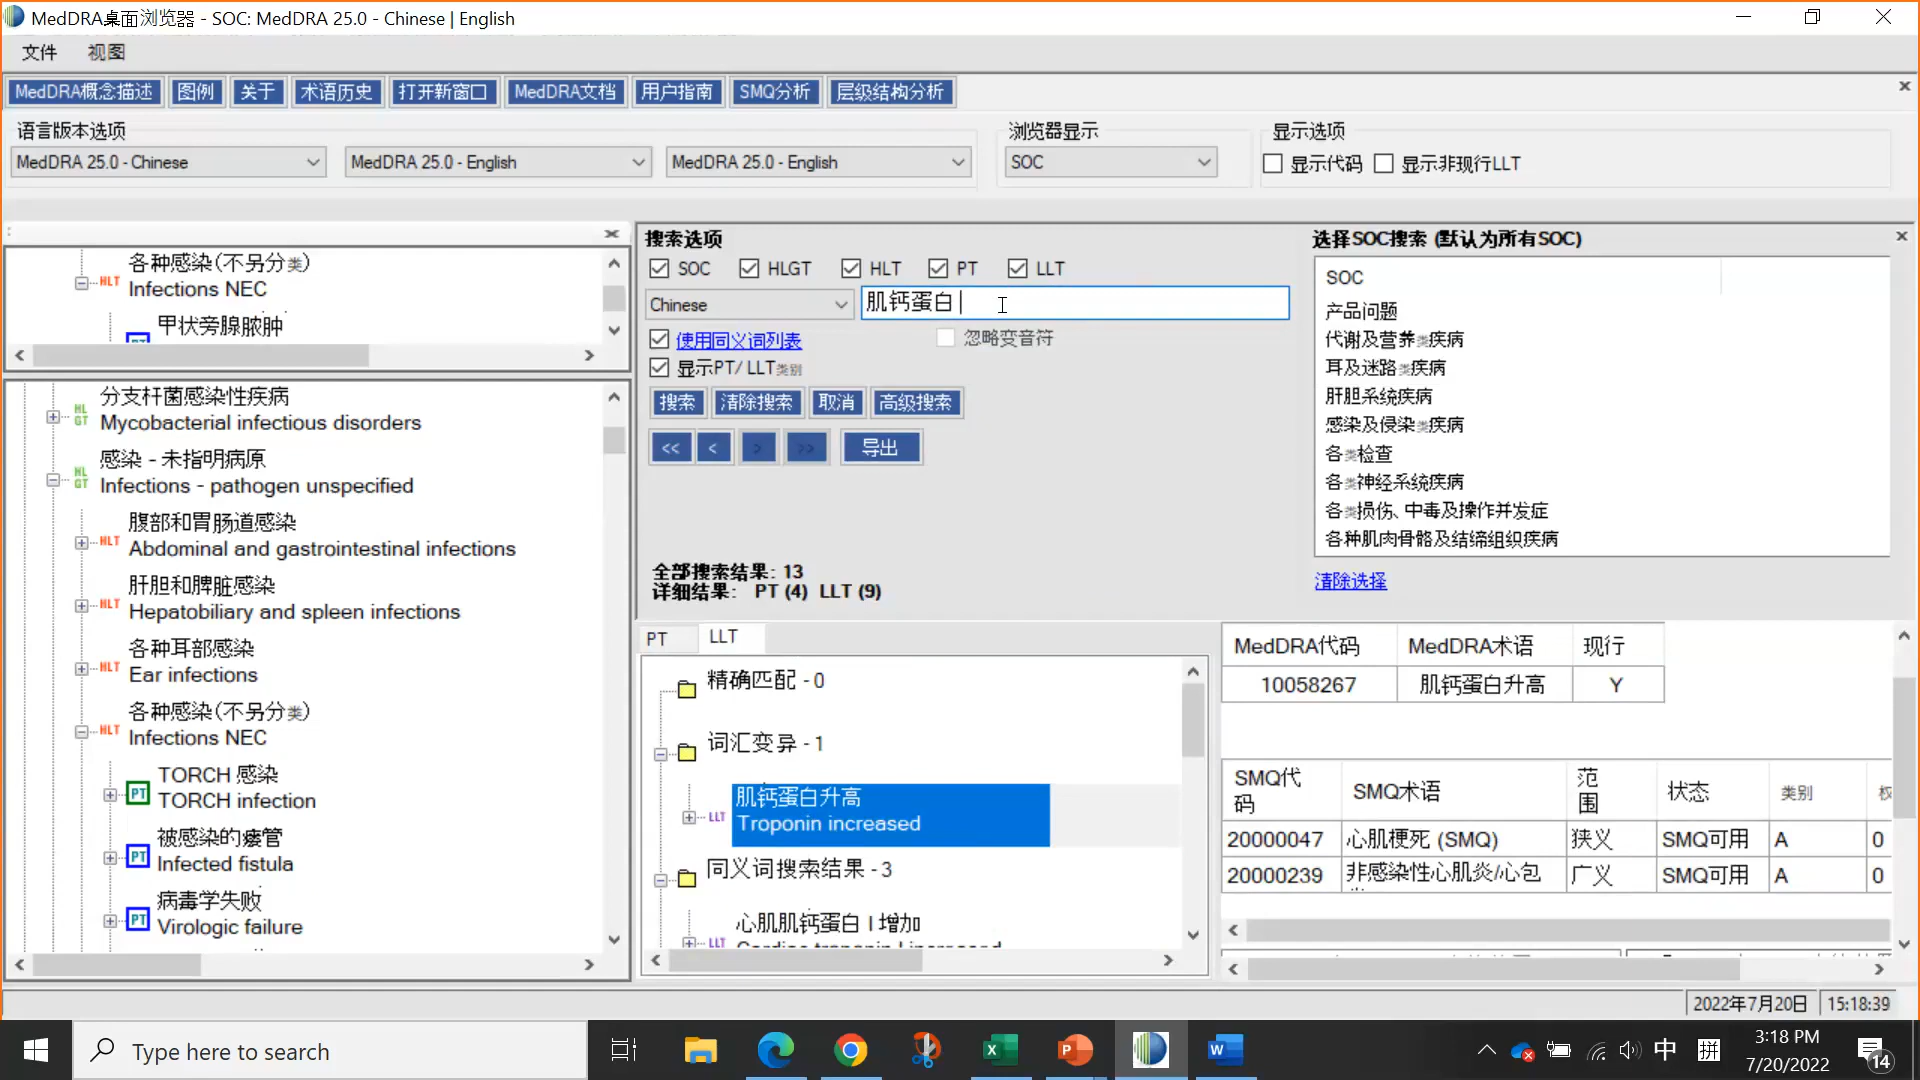 MedDRA桌面浏览器 - SOC: MedDRA 25.0 - Chinese | English
文件 视图
MedDRA概念描述 图例 关于 术语历史 打开新窗口 MedDRA文档 用户指南 SMQ分析 层级结构分析
语言版本选项 浏览器显示 显示选项
MedDRA 25.0 - Chinese MedDRA 25.0 - English MedDRA 25.0 - English SOC 显示代码 显示非现行LLT
各种感染(不另分类)
HLT Infections NEC
甲状旁腺脓肿
分支杆菌感染性疾病
HLGT Mycobacterial infectious disorders
感染 - 未指明病原
HLGT Infections - pathogen unspecified
腹部和胃肠道感染
HLT Abdominal and gastrointestinal infections
肝胆和脾脏感染
HLT Hepatobiliary and spleen infections
各种耳部感染
HLT Ear infections
各种感染(不另分类)
HLT Infections NEC
TORCH 感染
PT TORCH infection
被感染的瘘管
PT Infected fistula
病毒学失败
PT Virologic failure
搜索选项
SOC HLGT HLT PT LLT
Chinese 肌钙蛋白
使用同义词列表 忽略变音符
显示PT/ LLT类别
搜索 清除搜索 取消 高级搜索
<< < > >> 导出
全部搜索结果: 13
详细结果: PT (4) LLT (9)
选择SOC搜索 (默认为所有SOC)
SOC
产品问题
代谢及营养类疾病
耳及迷路类疾病
肝胆系统疾病
感染及侵染类疾病
各类检查
各类神经系统疾病
各类损伤、中毒及操作并发症
各种肌肉骨骼及结缔组织疾病
清除选择
PT LLT
精确匹配 - 0
词汇变异 - 1
肌钙蛋白升高
LLT Troponin increased
同义词搜索结果 - 3
心肌肌钙蛋白 I 增加
LLT Cardiac troponin I increased
MedDRA代码 MedDRA术语 现行
10058267 肌钙蛋白升高 Y
SMQ代码 SMQ术语 范围 状态 类别 权
20000047 心肌梗死 (SMQ) 狭义 SMQ可用 A 0
20000239 非感染性心肌炎/心包 广义 SMQ可用 A 0
2022年7月20日 15:18:39
Type here to search
中 拼
3:18 PM
7/20/2022
14